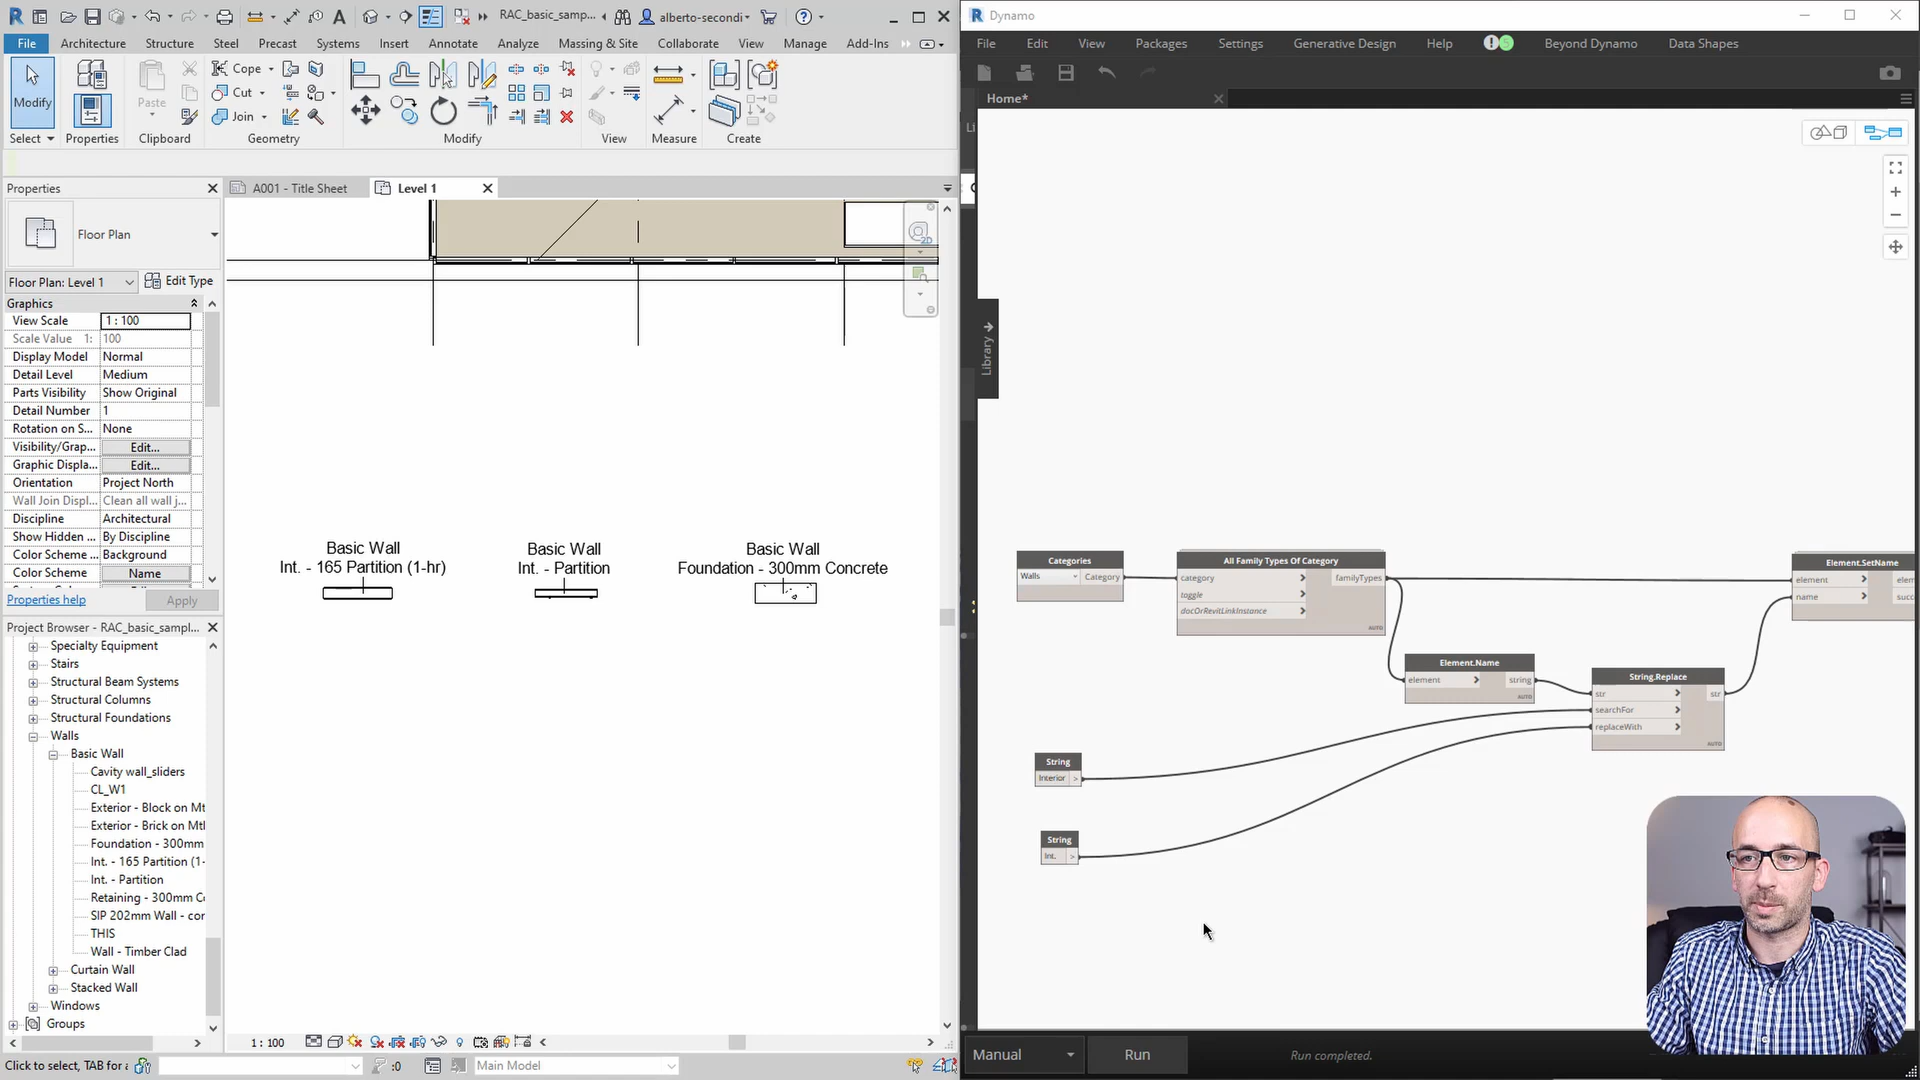 RAC_basic_samp...
alberto-secondi
File
Architecture
Structure
Steel
Precast
Systems
Insert
Annotate
Analyze
Massing & Site
Collaborate
View
Manage
Add-Ins
Modify
Select
Properties
Paste
Clipboard
Cope
Cut
Join
Geometry
Modify
View
Measure
Create
Properties
Floor Plan
Floor Plan: Level 1
Edit Type
Graphics
View Scale 1 : 100
Scale Value 1: 100
Display Model Normal
Detail Level Medium
Parts Visibility Show Original
Detail Number 1
Rotation on S... None
Visibility/Grap... Edit...
Graphic Displa... Edit...
Orientation Project North
Wall Join Displ... Clean all wall j...
Discipline Architectural
Show Hidden ... By Discipline
Color Scheme ... Background
Color Scheme Name
Properties help
Apply
Project Browser - RAC_basic_sampl...
Specialty Equipment
Stairs
Structural Beam Systems
Structural Columns
Structural Foundations
Walls
Basic Wall
Cavity wall_sliders
CL_W1
Exterior - Block on Mt
Exterior - Brick on Mtl
Foundation - 300mm
Int. - 165 Partition (1-
Int. - Partition
Retaining - 300mm Co
SIP 202mm Wall - cor
THIS
Wall - Timber Clad
Curtain Wall
Stacked Wall
Windows
Groups
A001 - Title Sheet
Level 1
2D
Basic Wall
Int. - 165 Partition (1-hr)
Basic Wall
Int. - Partition
Basic Wall
Foundation - 300mm Concrete
1 : 100
Click to select, TAB for a
:0
Main Model
Dynamo
File
Edit
View
Packages
Settings
Generative Design
Help
5
Beyond Dynamo
Data Shapes
Home*
Library
Categories
Walls
Category
All Family Types Of Category
category
familyTypes
toggle
docOrRevitLinkInstance
AUTO
Element.SetName
element
elem
name
succ
Element.Name
element
string
AUTO
String.Replace
str
str
searchFor
replaceWith
AUTO
String
Interior >
String
Int. >
Manual
Run
Run completed.